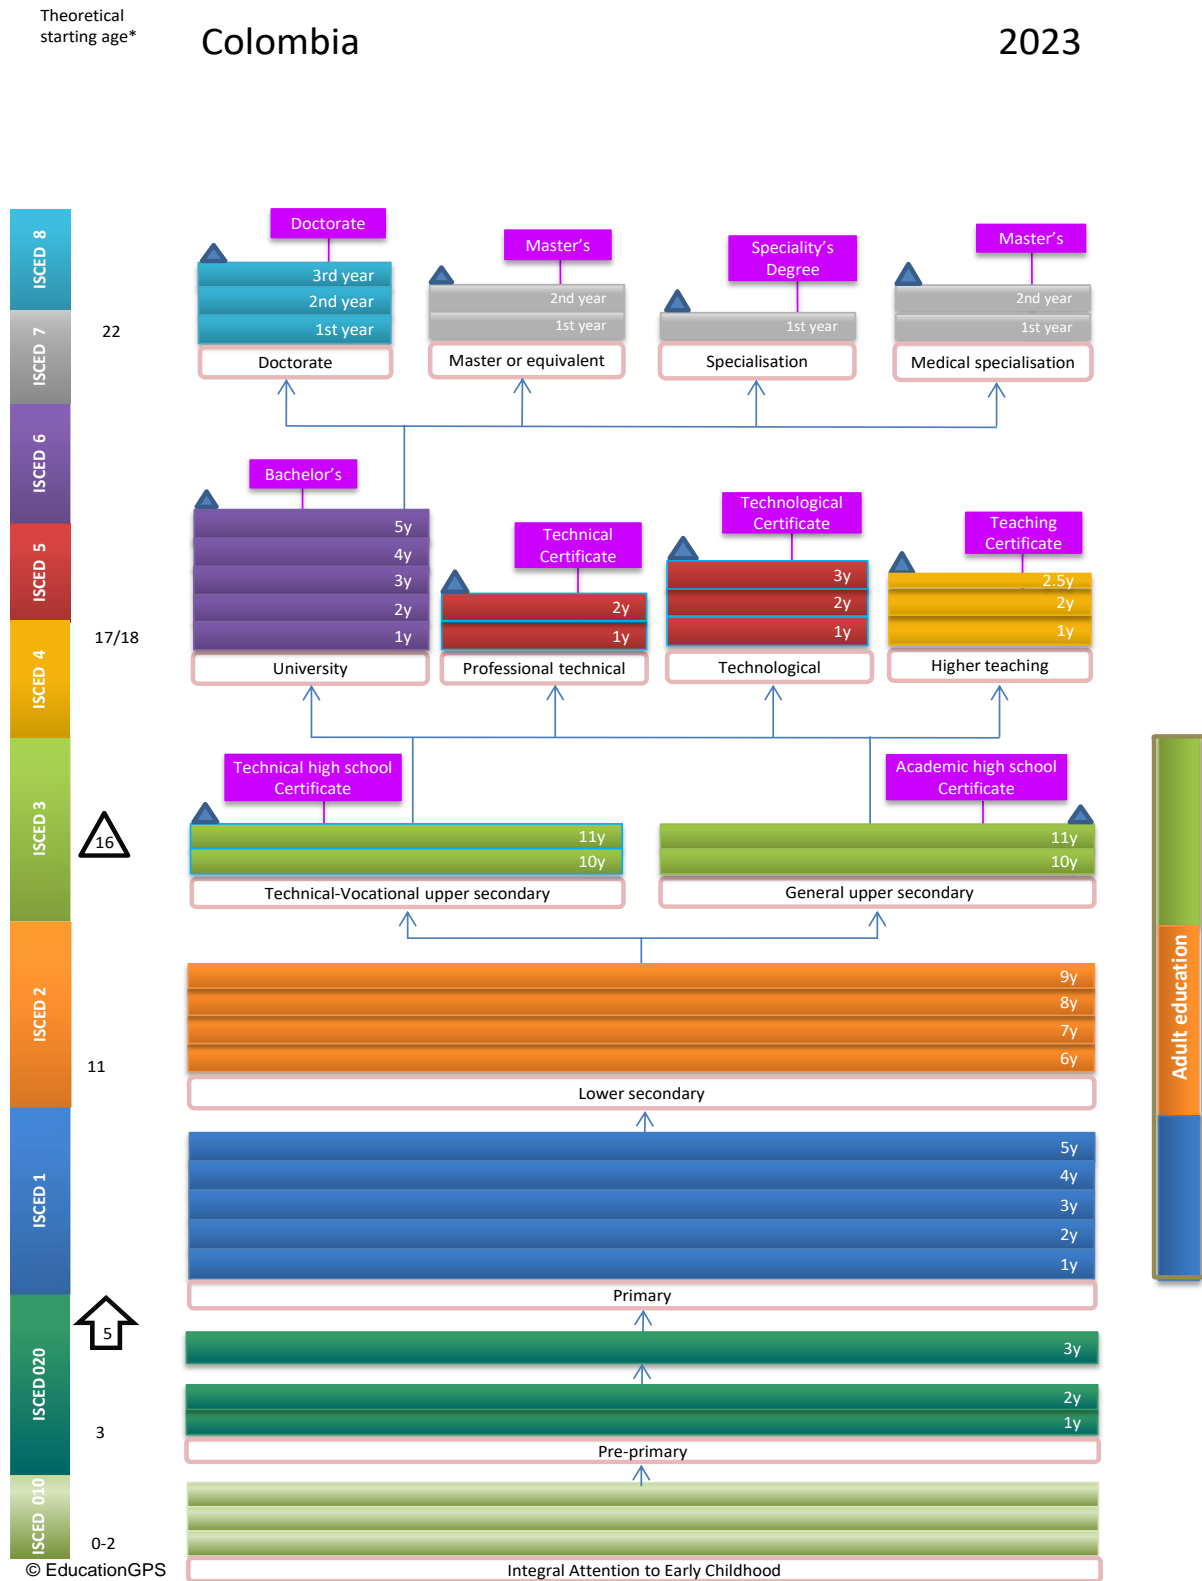 Theoretical
starting age*
Colombia
2023
ISCED 8
ISCED 7
ISCED 6
ISCED 5
ISCED 4
ISCED 3
ISCED 2
ISCED 1
ISCED 020
ISCED 010
22
17/18
16
11
5
3
0-2
Doctorate
3rd year
2nd year
1st year
Doctorate
Master's
2nd year
1st year
Master or equivalent
Speciality's
Degree
1st year
Specialisation
Master's
2nd year
1st year
Medical specialisation
Bachelor's
5y
4y
3y
2y
1y
University
Technical
Certificate
2y
1y
Professional technical
Technological
Certificate
3y
2y
1y
Technological
Teaching
Certificate
2.5y
2y
1y
Higher teaching
Technical high school
Certificate
11y
10y
Technical-Vocational upper secondary
Academic high school
Certificate
11y
10y
General upper secondary
9y
8y
7y
6y
Lower secondary
5y
4y
3y
2y
1y
Primary
3y
2y
1y
Pre-primary
Integral Attention to Early Childhood
Adult education
© EducationGPS